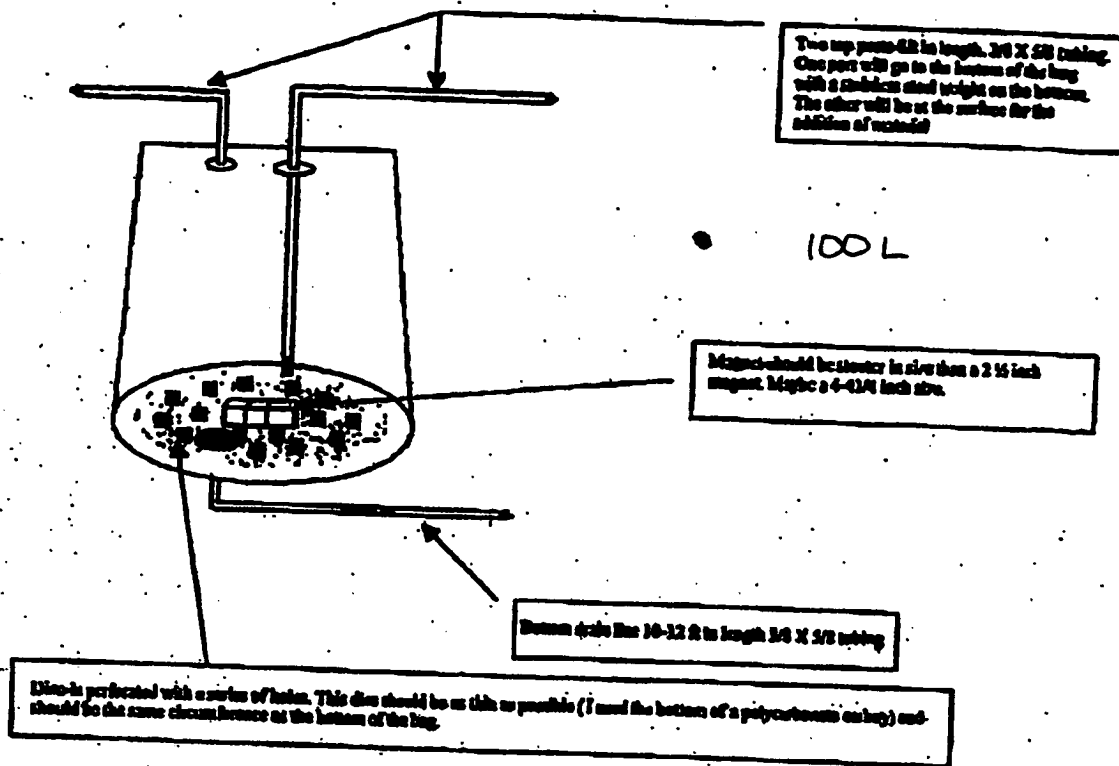 Two top ports-6ft in length. 3/8 X 5/8 tubing.
One port will go to the bottom of the bag
with a stainless steel weight on the bottom.
The other will be at the surface for the
addition of material
100 L
Magnet should be stouter in size than a 2 ½ inch
magnet. Maybe a 4-4 1/4 inch size.
Bottom drain line 10-12 ft in length 3/8 X 5/8 tubing
Disc-is perforated with a series of holes. This disc should be as thin as possible (I used the bottom of a polycarbonate) and
should be the same circumference as the bottom of the bag.